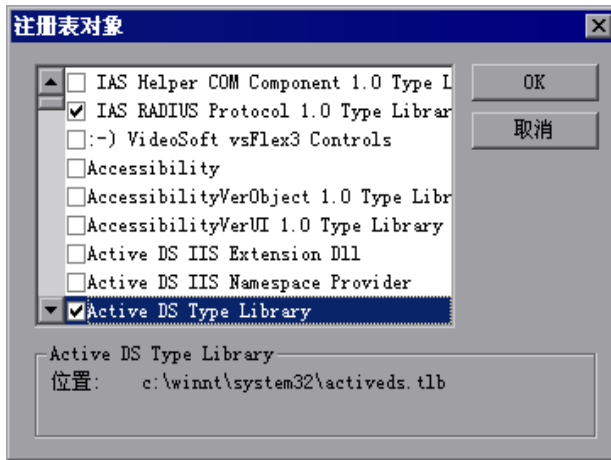 注册表对象
IAS Helper COM Component 1.0 Type L
OK
IAS RADIUS Protocol 1.0 Type Librar
:-) VideoSoft vsFlex3 Controls
取消
Accessibility
AccessibilityVerObject 1.0 Type Libr
AccessibilityVerUI 1.0 Type Library
Active DS IIS Extension Dll
Active DS IIS Namespace Provider
Active DS Type Library
Active DS Type Library
位置: c:\winnt\system32\activeds.tlb